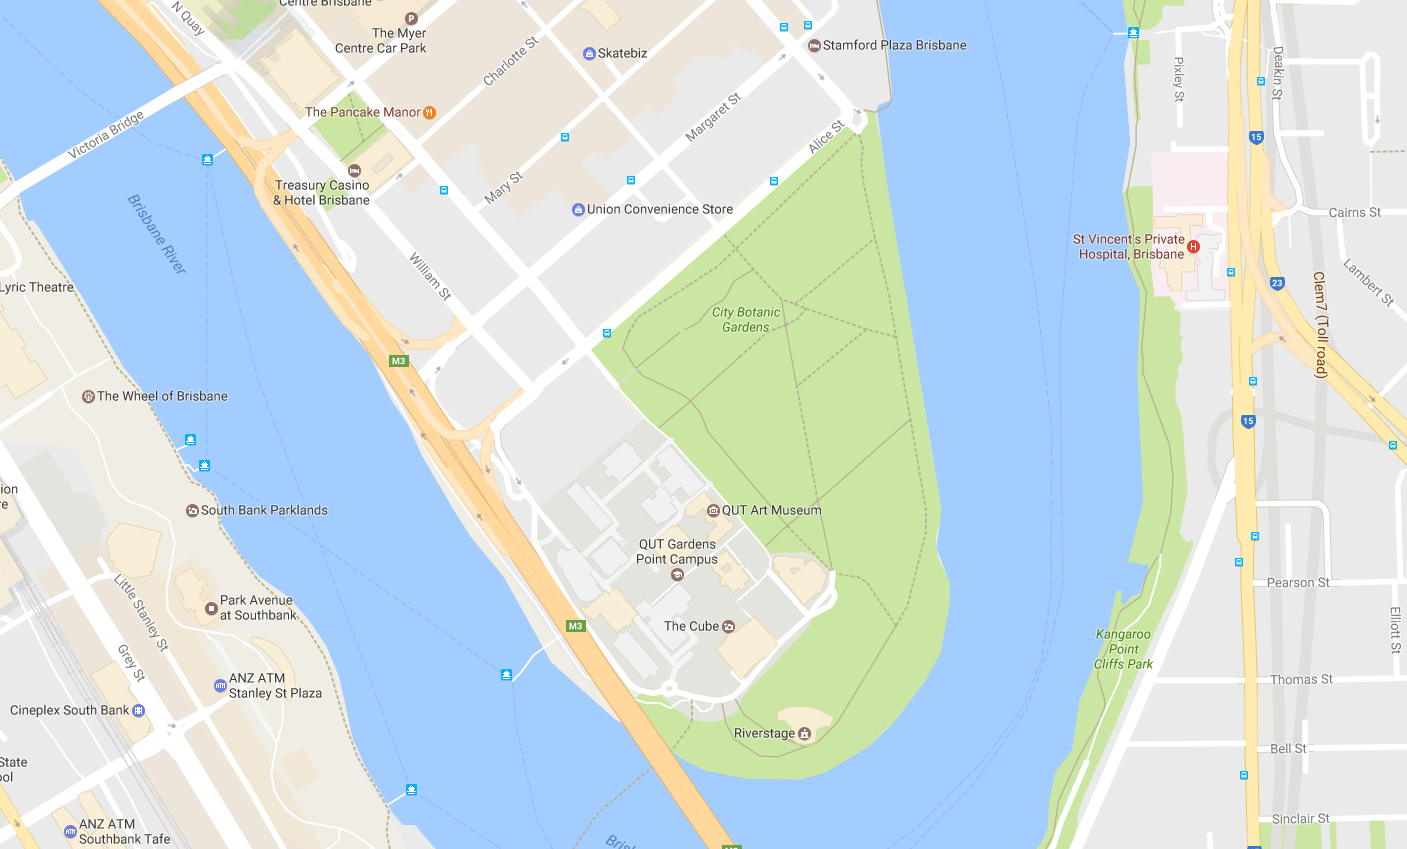 Centre Brisbane
N Quay
The Myer
Centre Car Park
Charlotte St
Skatebiz
Stamford Plaza Brisbane
Pixley St
Deakin St
The Pancake Manor
Margaret St
Victoria Bridge
Alice St
15
Treasury Casino
& Hotel Brisbane
Mary St
Union Convenience Store
Cairns St
Brisbane River
St Vincent's Private
Hospital, Brisbane
H
William St
Lambert St
Lyric Theatre
23
Clem7 (Toll road)
City Botanic
Gardens
M3
The Wheel of Brisbane
15
ion
re
South Bank Parklands
QUT Art Museum
QUT Gardens
Point Campus
Little Stanley St
Pearson St
Park Avenue
at Southbank
M3
The Cube
Elliott St
Kangaroo
Point
Cliffs Park
Grey St
ATM
ANZ ATM
Stanley St Plaza
Thomas St
Cineplex South Bank
Riverstage
Bell St
State
ool
ATM
ANZ ATM
Southbank Tafe
Sinclair St
Brisb